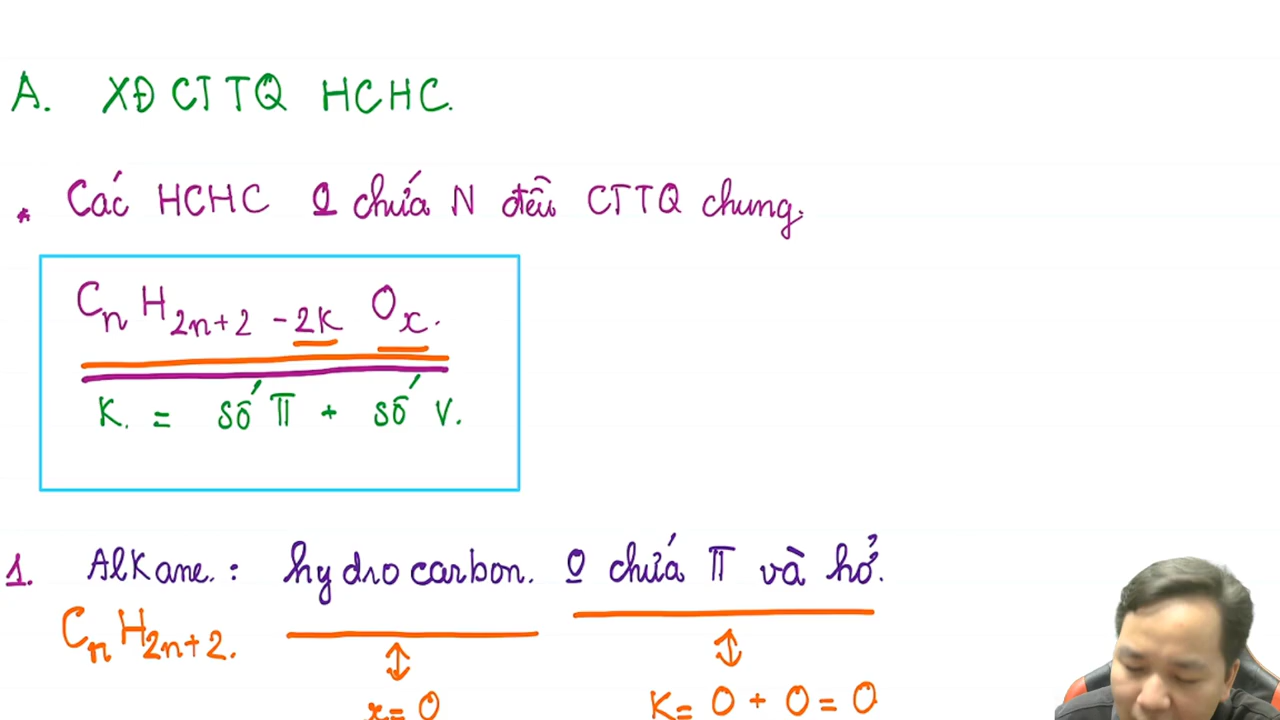 A. XĐ CTTQ HCHC.
* Các HCHC O̲ chứa N đều CTTQ chung.
CnH2n+2-2K Ox.
K. = số π + số V.
1. AlKane. : hydrocarbon. O̲ chứa π và hở.
CnH2n+2.
↕ ↕
x= 0 K= 0 + 0 = 0